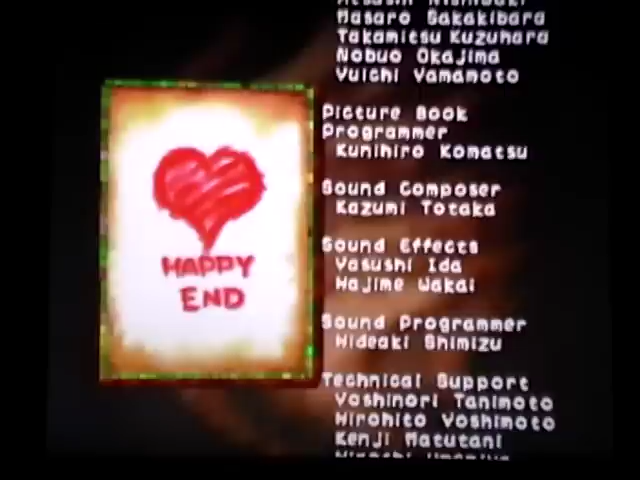 Masaro Sakakibara
Takamitsu Kuzuhara
Nobuo Okajima
Yuichi Yamamoto
Picture Book
Programmer
Kunihiro Komatsu
Sound Composer
Kazumi Totaka
Sound Effects
Yasushi Ida
Hajime Wakai
Sound Programmer
Hideaki Shimizu
Technical Support
Yoshinori Tanimoto
Hirohito Yoshimoto
Kenji Matutani
HAPPY
END